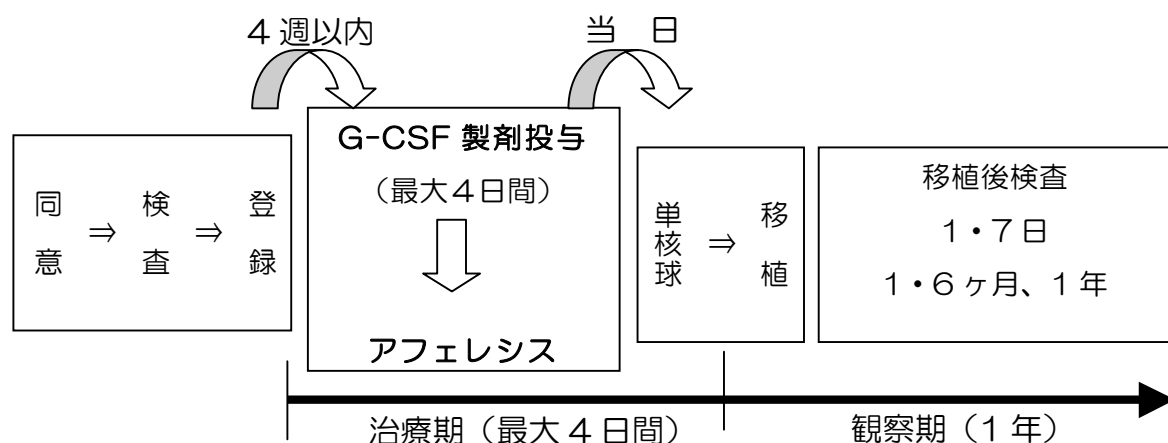 4週以内
当　日
同意 ⇒ 検査 ⇒ 登録
G-CSF 製剤投与
（最大４日間）
アフェレシス
単核球 ⇒ 移植
移植後検査
１・７日
１・６ヶ月、１年
治療期（最大 4 日間）
観察期（1 年）